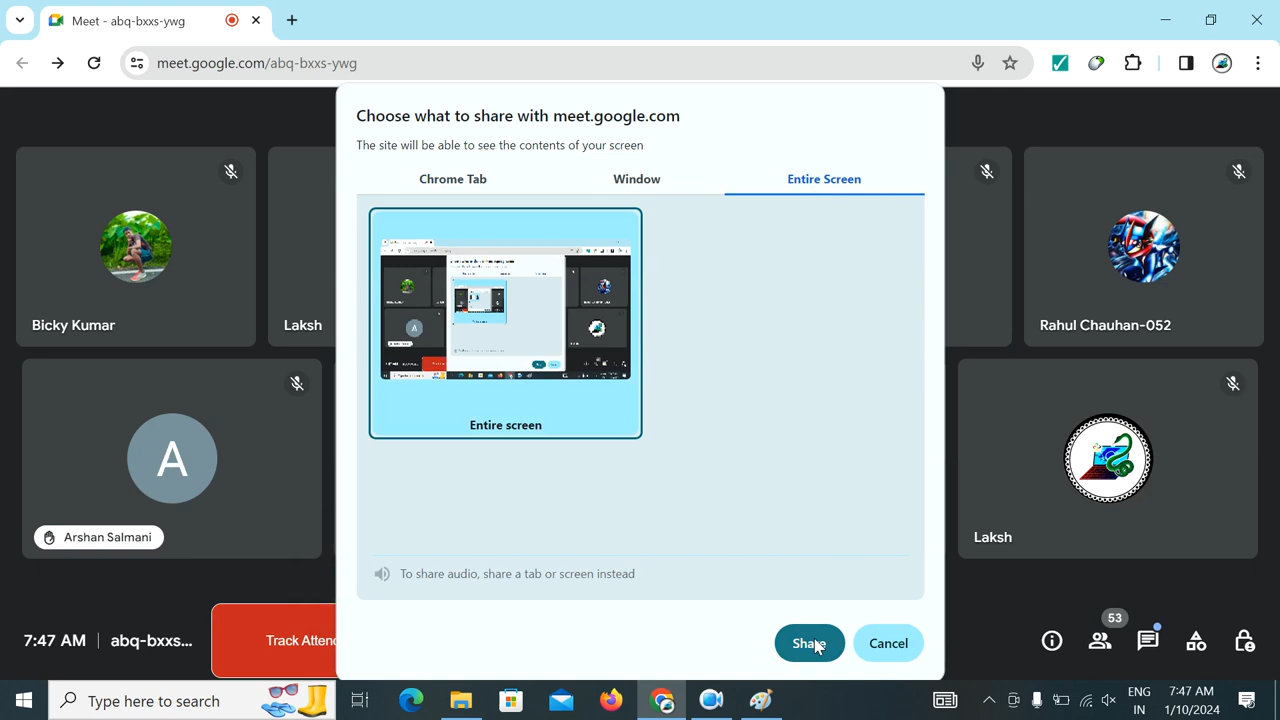 Meet - abq-bxxs-ywg
meet.google.com/abq-bxxs-ywg
Choose what to share with meet.google.com
The site will be able to see the contents of your screen
Chrome Tab Window Entire Screen
Bicky Kumar
Laksh
Rahul Chauhan-052
Entire screen
A
Arshan Salmani
Laksh
To share audio, share a tab or screen instead
7:47 AM abq-bxxs...
Track Attend
53
Share Cancel
Type here to search
ENG
IN
7:47 AM
1/10/2024